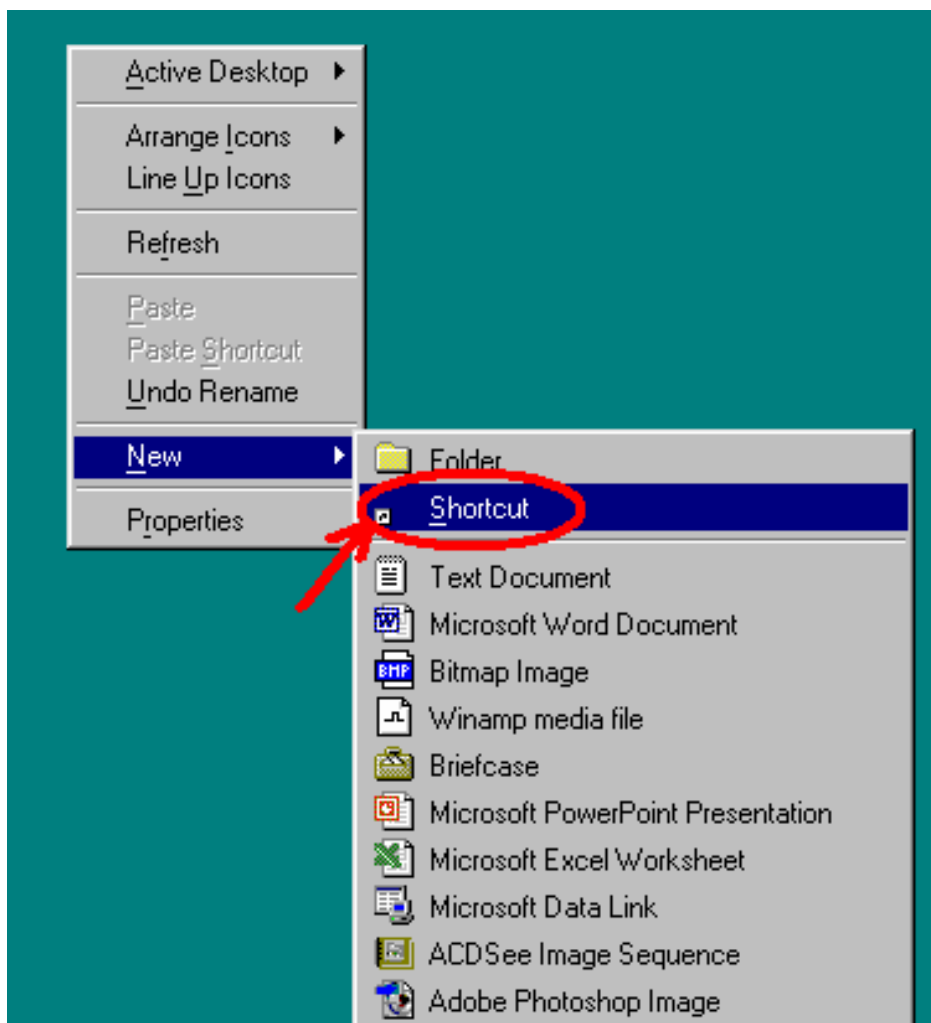 Active Desktop
Arrange Icons
Line Up Icons
Refresh
Paste
Paste Shortcut
Undo Rename
New
Properties
Folder
Shortcut
Text Document
Microsoft Word Document
BMP
Bitmap Image
Winamp media file
Briefcase
Microsoft PowerPoint Presentation
Microsoft Excel Worksheet
Microsoft Data Link
ACDSee Image Sequence
Adobe Photoshop Image